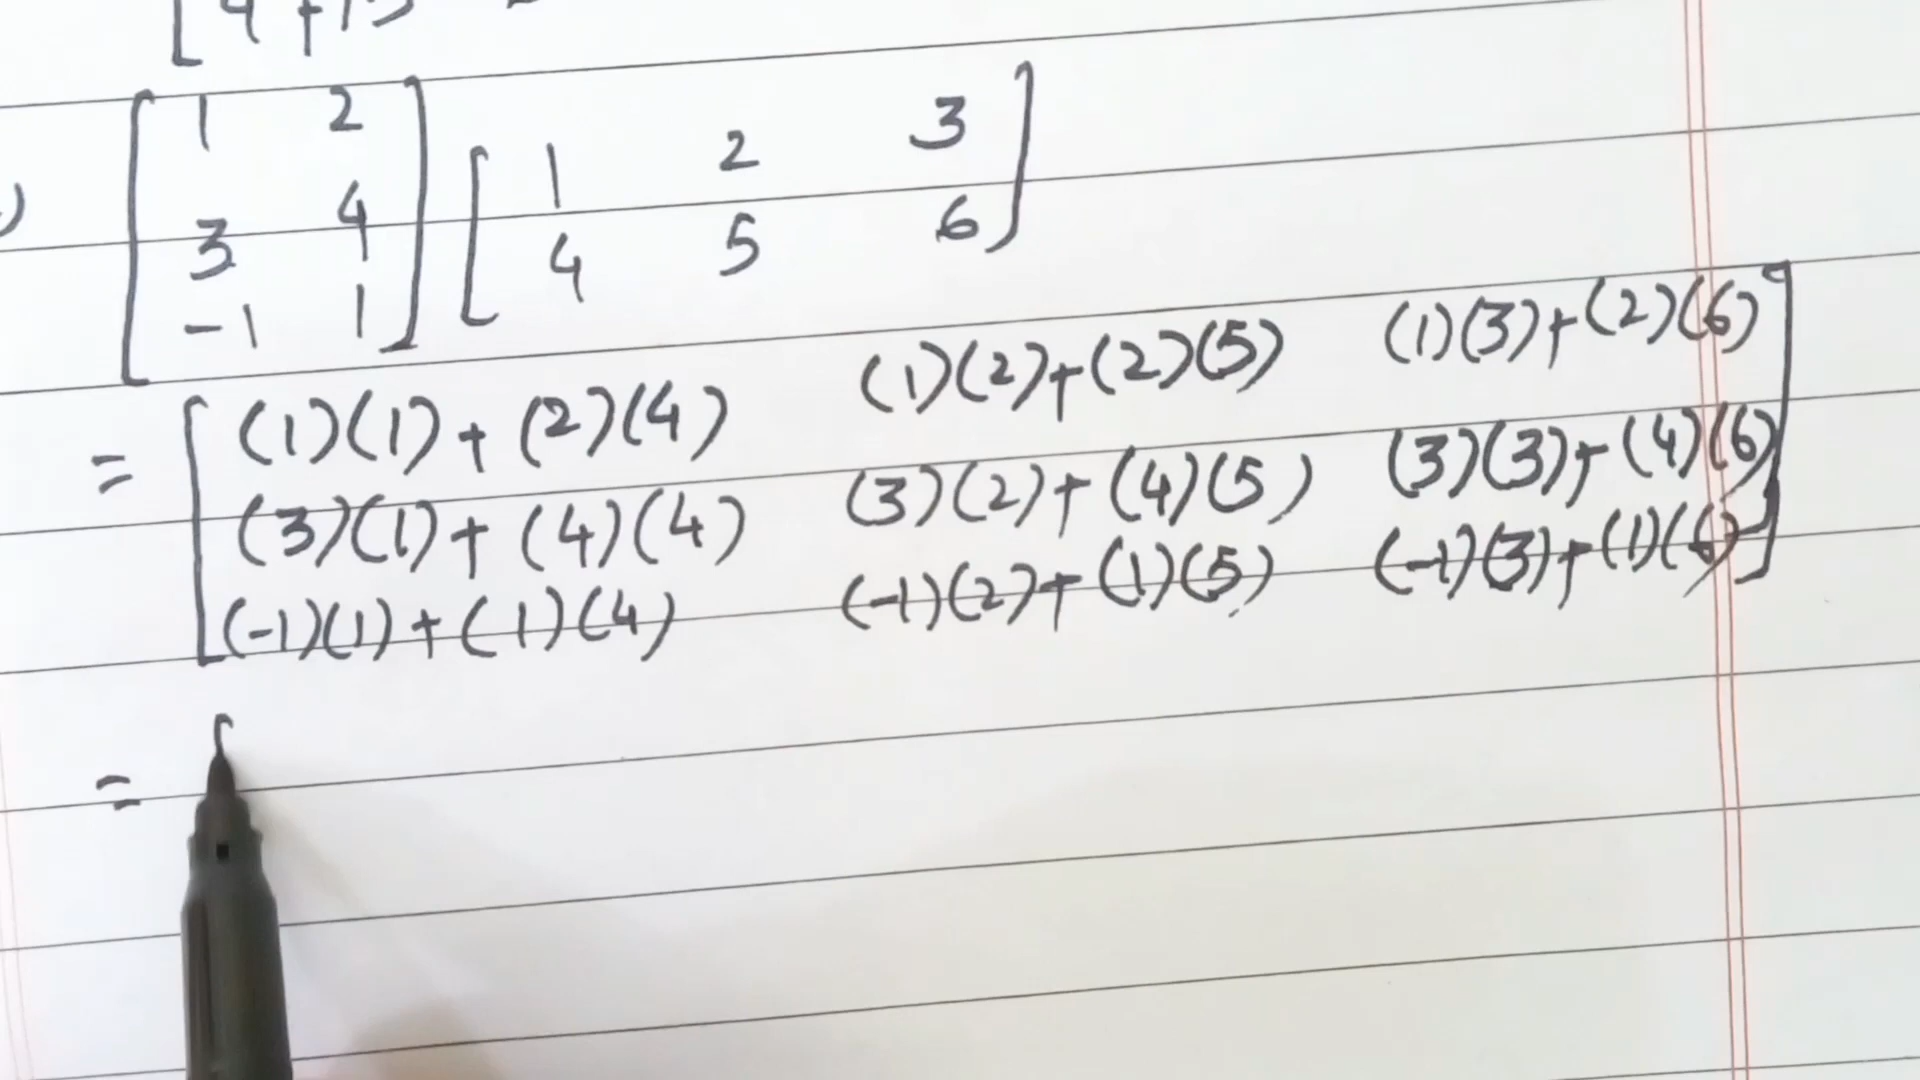 [ 1 2 ] [ 1 2 3 ]
[ 3 4 ] [ 4 5 6 ]
[ -1 1 ]
= [ (1)(1)+(2)(4) (1)(2)+(2)(5) (1)(3)+(2)(6) ]
[ (3)(1)+(4)(4) (3)(2)+(4)(5) (3)(3)+(4)(6) ]
[ (-1)(1)+(1)(4) (-1)(2)+(1)(5) (-1)(3)+(1)(6) ]
= [